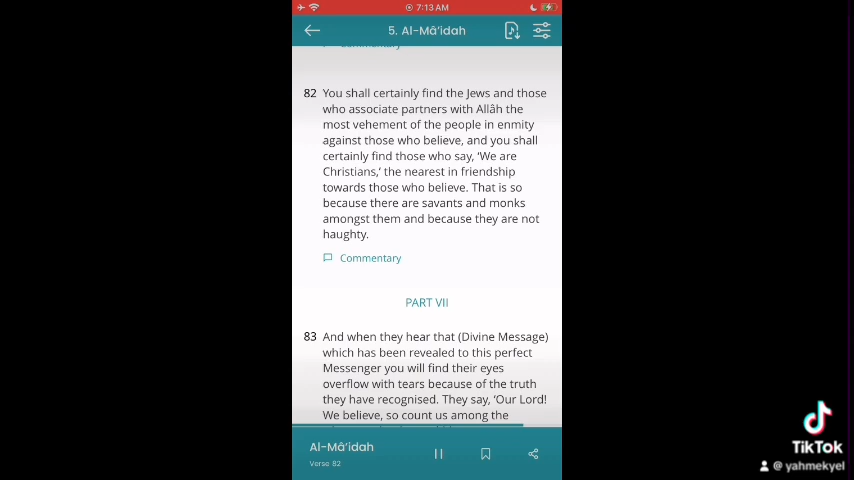 7:13 AM
5. Al-Mâ'idah
Commentary
82 You shall certainly find the Jews and those
who associate partners with Allâh the
most vehement of the people in enmity
against those who believe, and you shall
certainly find those who say, 'We are
Christians,' the nearest in friendship
towards those who believe. That is so
because there are savants and monks
amongst them and because they are not
haughty.
Commentary
PART VII
83 And when they hear that (Divine Message)
which has been revealed to this perfect
Messenger you will find their eyes
overflow with tears because of the truth
they have recognised. They say, 'Our Lord!
We believe, so count us among the
Al-Mâ'idah
Verse 82
TikTok
@yahmekyel